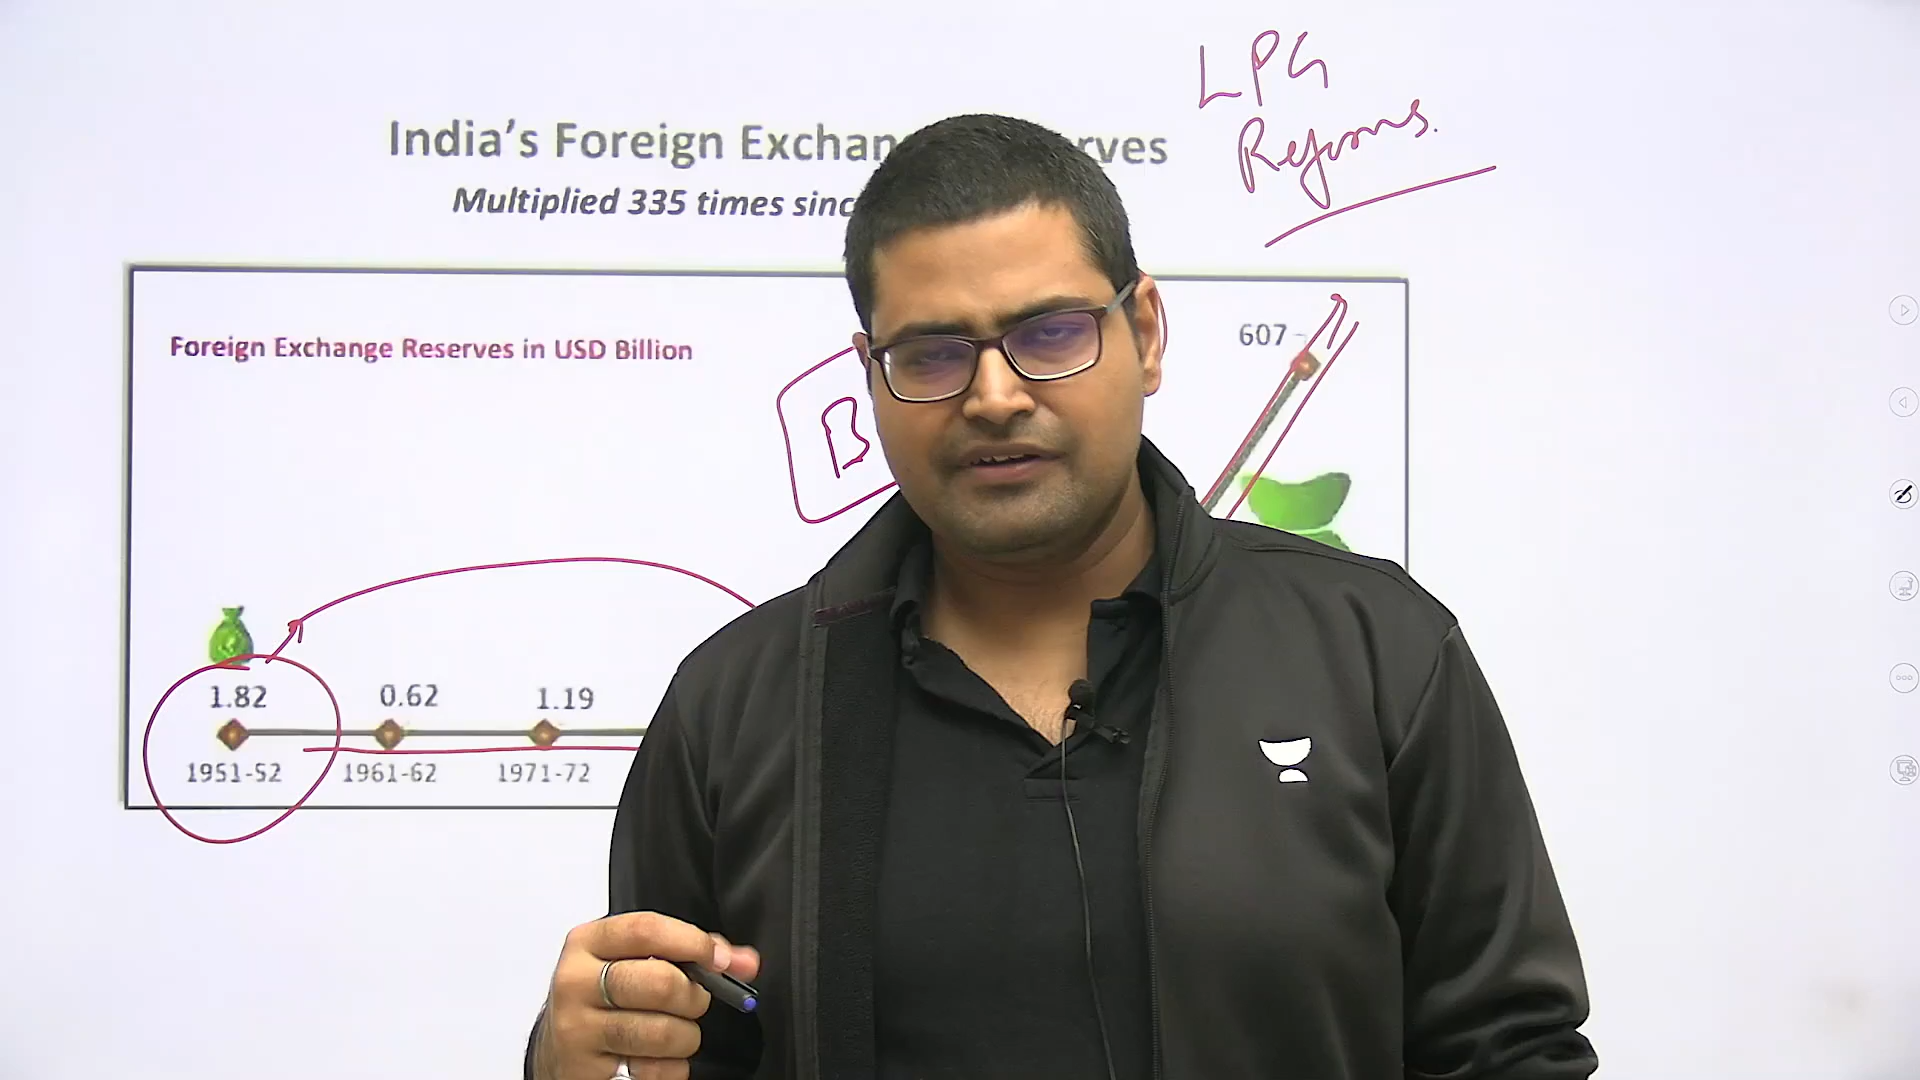 LPG
Reforms.
India's Foreign Exchan rves
Multiplied 335 times sinc
Foreign Exchange Reserves in USD Billion
607
B
1.82 0.62 1.19
1951-52 1961-62 1971-72